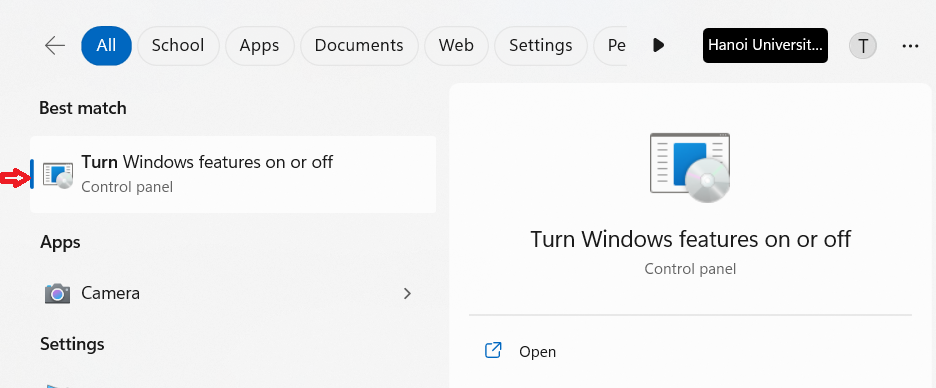 All School Apps Documents Web Settings Pe Hanoi Universit... T ...
Best match
Turn Windows features on or off
Control panel
Apps
Camera
Settings
Turn Windows features on or off
Control panel
Open